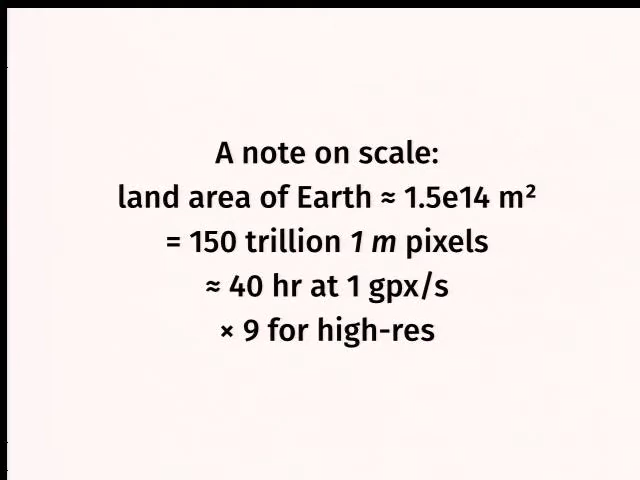 A note on scale:
land area of Earth ≈ 1.5e14 m²
= 150 trillion 1 m pixels
≈ 40 hr at 1 gpx/s
× 9 for high-res